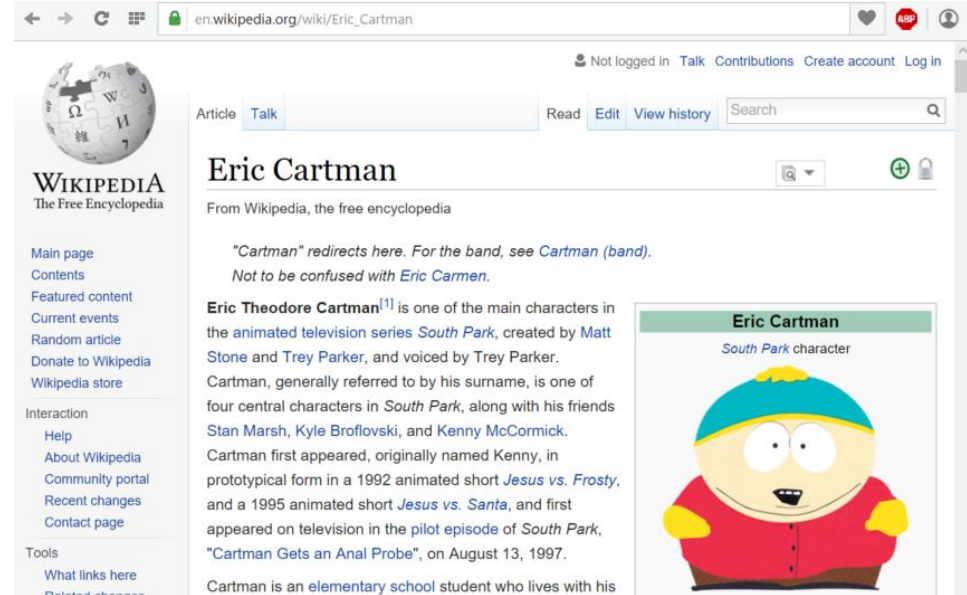 en.wikipedia.org/wiki/Eric_Cartman
ABP
Not logged in Talk Contributions Create account Log in
Article Talk
Read Edit View history
Search
Ω W И 維 7
WIKIPEDIA
The Free Encyclopedia
Main page
Contents
Featured content
Current events
Random article
Donate to Wikipedia
Wikipedia store
Interaction
Help
About Wikipedia
Community portal
Recent changes
Contact page
Tools
What links here
Related changes
Eric Cartman
From Wikipedia, the free encyclopedia
"Cartman" redirects here. For the band, see Cartman (band).
Not to be confused with Eric Carmen.
Eric Theodore Cartman[1] is one of the main characters in
the animated television series South Park, created by Matt
Stone and Trey Parker, and voiced by Trey Parker.
Cartman, generally referred to by his surname, is one of
four central characters in South Park, along with his friends
Stan Marsh, Kyle Broflovski, and Kenny McCormick.
Cartman first appeared, originally named Kenny, in
prototypical form in a 1992 animated short Jesus vs. Frosty,
and a 1995 animated short Jesus vs. Santa, and first
appeared on television in the pilot episode of South Park,
"Cartman Gets an Anal Probe", on August 13, 1997.
Cartman is an elementary school student who lives with his
Eric Cartman
South Park character